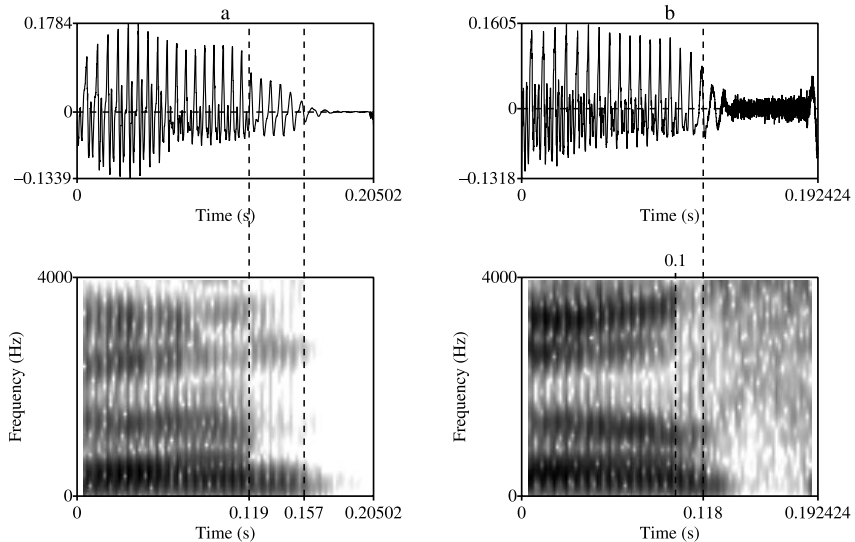 a
0.1784
0
–0.1339
0 0.20502
Time (s)
4000
Frequency (Hz)
0
0.119 0.157 0.20502
Time (s)
b
0.1605
0
–0.1318
0 0.192424
Time (s)
0.1
4000
Frequency (Hz)
0
0 0.118 0.192424
Time (s)